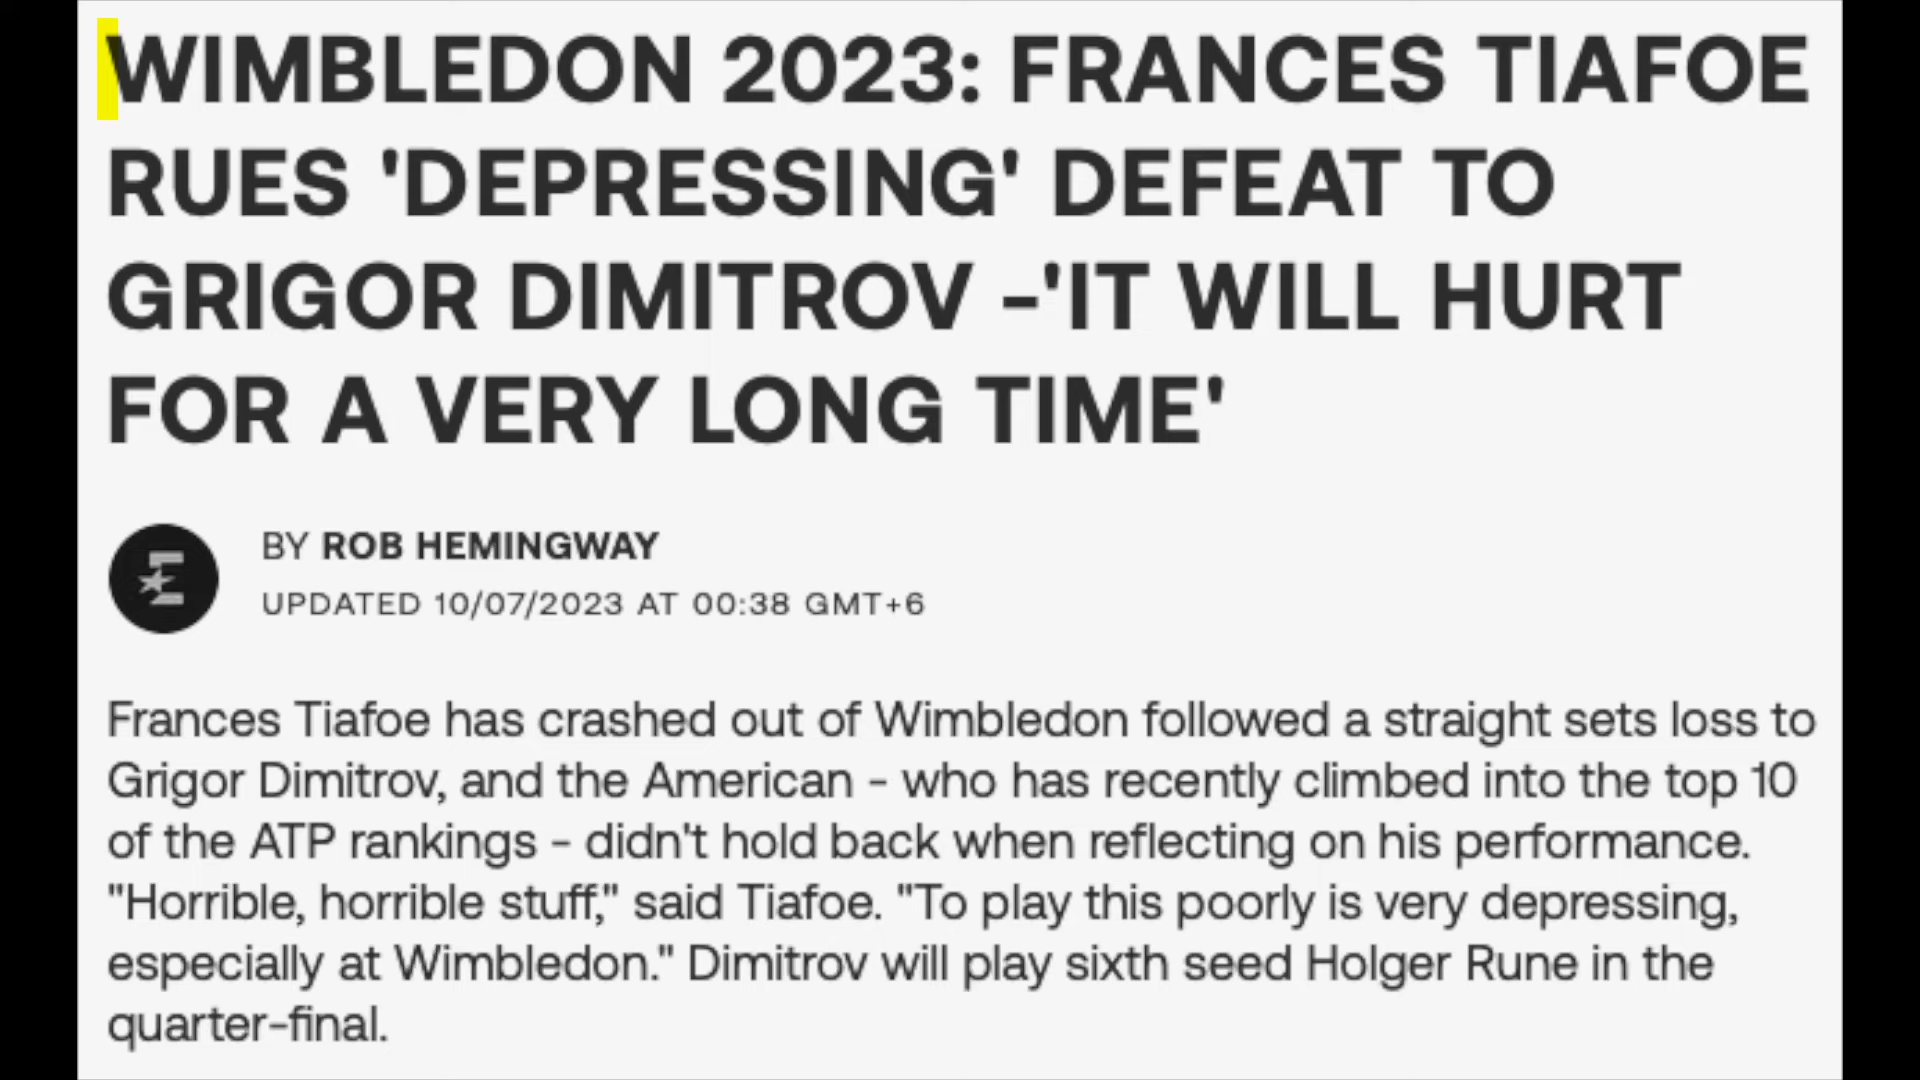 WIMBLEDON 2023: FRANCES TIAFOE
RUES 'DEPRESSING' DEFEAT TO
GRIGOR DIMITROV -'IT WILL HURT
FOR A VERY LONG TIME'
BY ROB HEMINGWAY
UPDATED 10/07/2023 AT 00:38 GMT+6
Frances Tiafoe has crashed out of Wimbledon followed a straight sets loss to
Grigor Dimitrov, and the American - who has recently climbed into the top 10
of the ATP rankings - didn't hold back when reflecting on his performance.
"Horrible, horrible stuff," said Tiafoe. "To play this poorly is very depressing,
especially at Wimbledon." Dimitrov will play sixth seed Holger Rune in the
quarter-final.